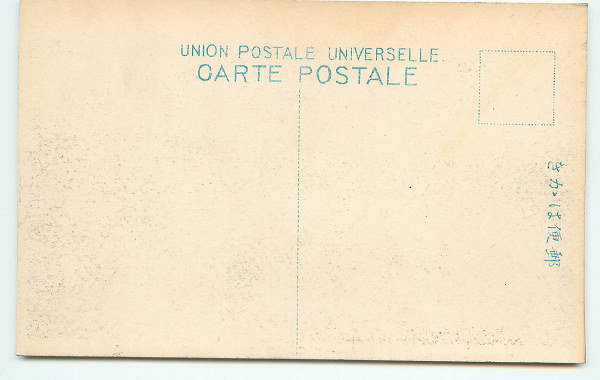 UNION POSTALE UNIVERSELLE.
CARTE POSTALE
きかは便郵